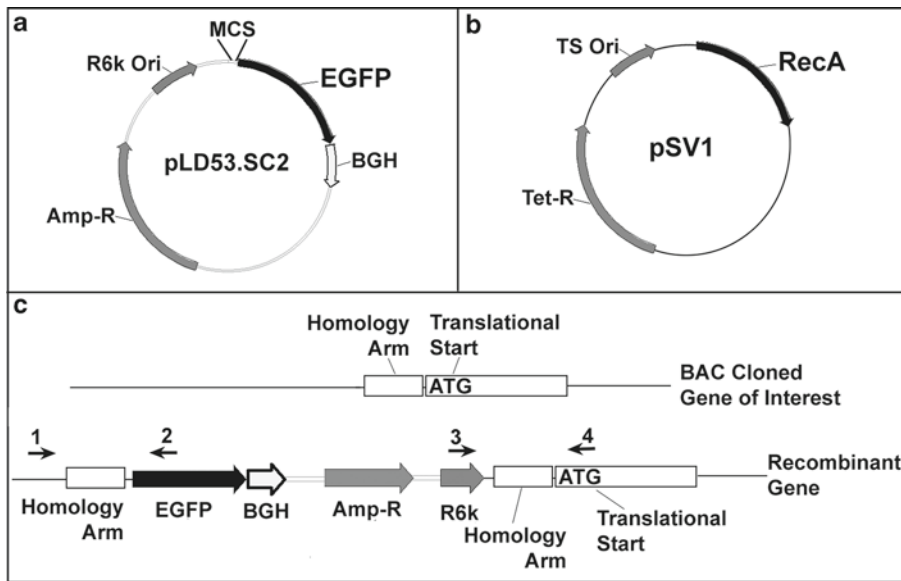 a
MCS
R6k Ori
EGFP
pLD53.SC2
BGH
Amp-R
b
TS Ori
RecA
pSV1
Tet-R
c
Homology
Arm
Translational
Start
ATG
BAC Cloned
Gene of Interest
1
2
3
4
ATG
Recombinant
Gene
Homology
Arm
EGFP
BGH
Amp-R
R6k
Homology
Arm
Translational
Start